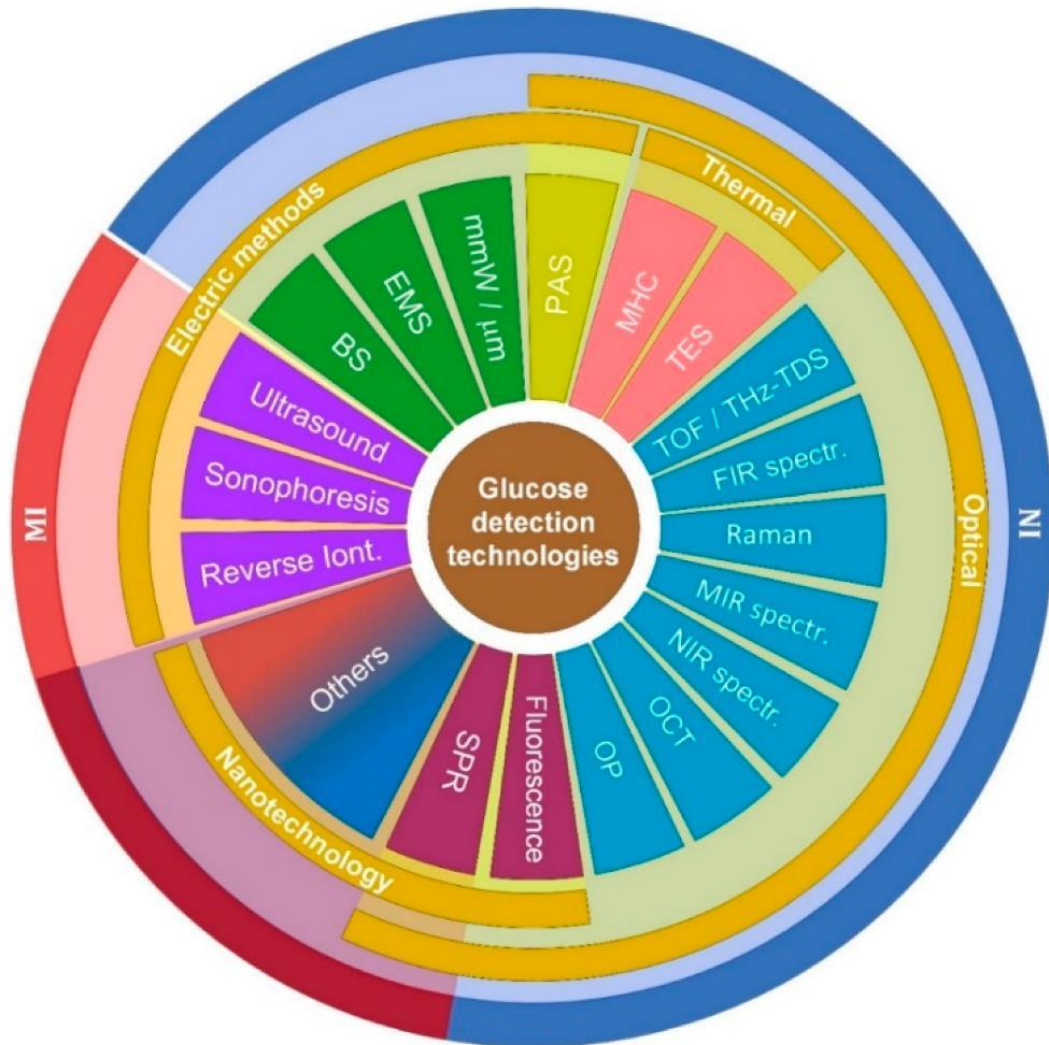 Glucose
detection
technologies
Electric methods
Thermal
Optical
Nanotechnology
MI
NI
BS
EMS
mmW / μm
PAS
MHC
TES
TOF / THz-TDS
FIR spectr.
Raman
MIR spectr.
NIR spectr.
OCT
OP
Fluorescence
SPR
Others
Reverse Iont.
Sonophoresis
Ultrasound